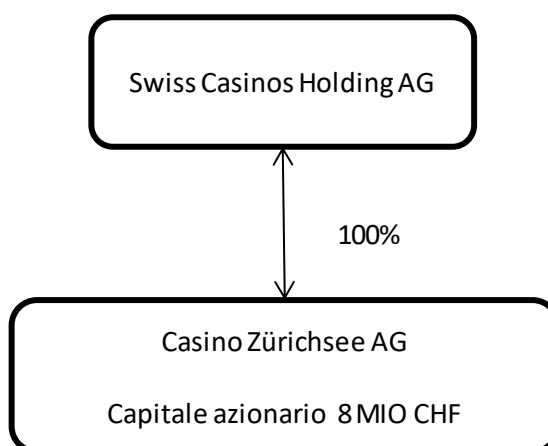 Swiss Casinos Holding AG
100%
Casino Zürichsee AG
Capitale azionario 8 MIO CHF